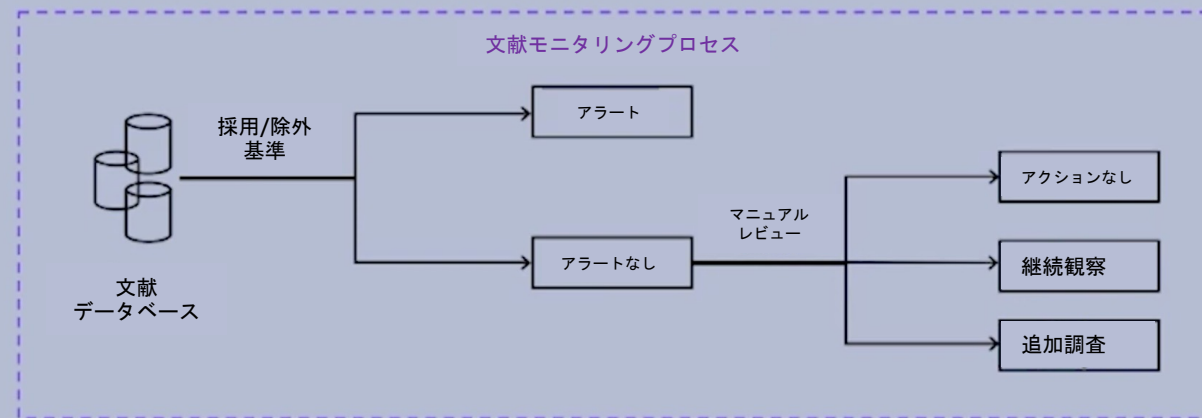 文献モニタリングプロセス
採用/除外
基準
アラート
アクションなし
マニュアル
レビュー
アラートなし
継続観察
文献
データベース
追加調査